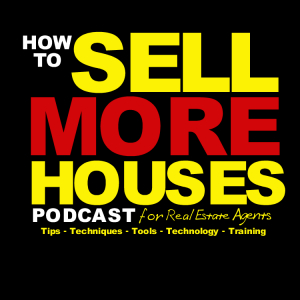 HOW TO SELL
MORE
HOUSES
PODCAST for Real Estate Agents
Tips - Techniques - Tools - Technology - Training